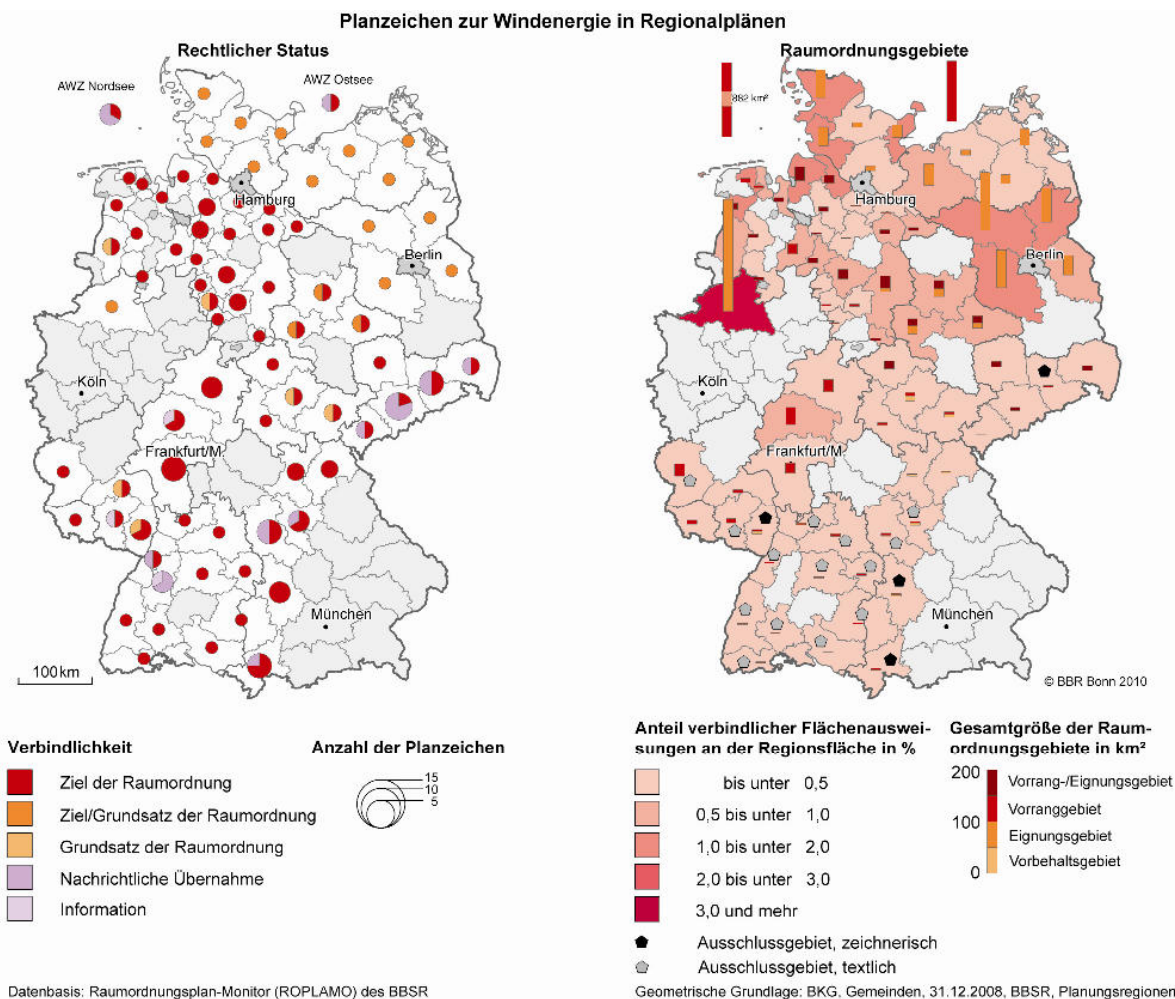 Planzeichen zur Windenergie in Regionalplänen
Rechtlicher Status
AWZ Nordsee
AWZ Ostsee
Hamburg
Berlin
Köln
Frankfurt/M.
München
100 km
Raumordnungsgebiete
882 km²
Hamburg
Berlin
Köln
Frankfurt/M.
München
© BBR Bonn 2010
Verbindlichkeit
Ziel der Raumordnung
Ziel/Grundsatz der Raumordnung
Grundsatz der Raumordnung
Nachrichtliche Übernahme
Information
Anzahl der Planzeichen
15
10
5
Anteil verbindlicher Flächenauswei-
sungen an der Regionsfläche in %
bis unter 0,5
0,5 bis unter 1,0
1,0 bis unter 2,0
2,0 bis unter 3,0
3,0 und mehr
Ausschlussgebiet, zeichnerisch
Ausschlussgebiet, textlich
Gesamtgröße der Raum-
ordnungsgebiete in km²
200
100
0
Vorrang-/Eignungsgebiet
Vorranggebiet
Eignungsgebiet
Vorbehaltsgebiet
Datenbasis: Raumordnungsplan-Monitor (ROPLAMO) des BBSR
Geometrische Grundlage: BKG, Gemeinden, 31.12.2008, BBSR, Planungsregionen